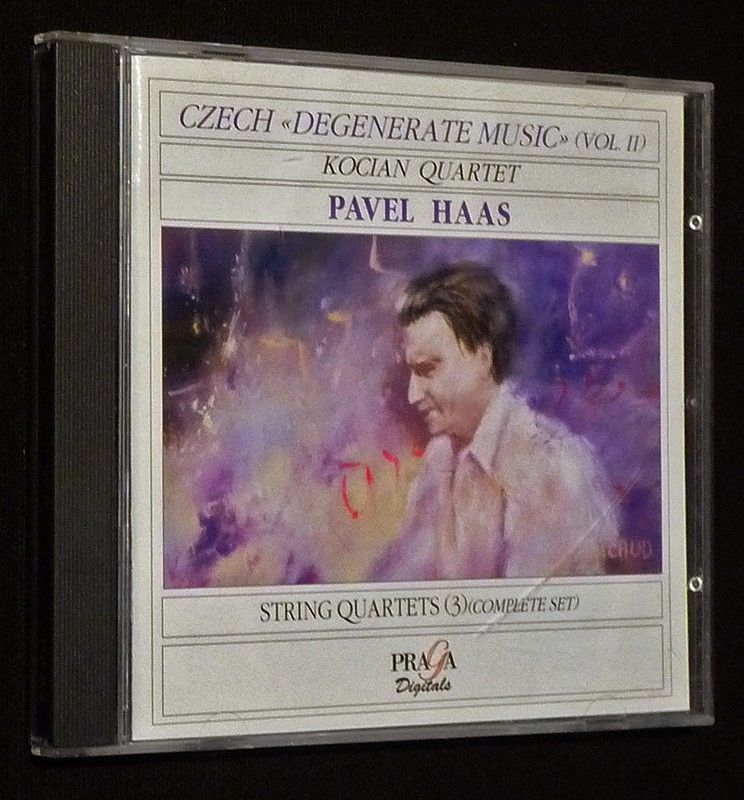 CZECH «DEGENERATE MUSIC» (VOL. II)
KOCIAN QUARTET
PAVEL HAAS
STRING QUARTETS (3) (COMPLETE SET)
PRAGA
Digitals